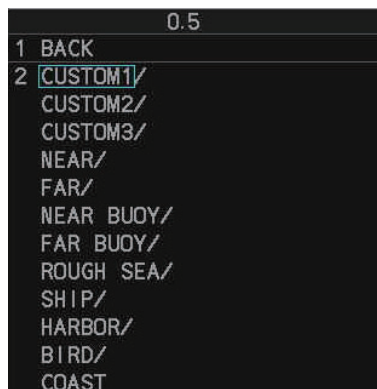 0.5
1 BACK
2 CUSTOM1/
CUSTOM2/
CUSTOM3/
NEAR/
FAR/
NEAR BUOY/
FAR BUOY/
ROUGH SEA/
SHIP/
HARBOR/
BIRD/
COAST